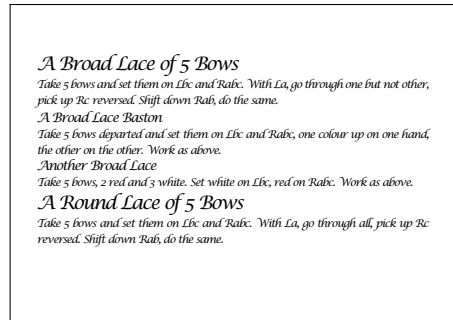 A Broad Lace of 5 Bows
Take 5 bows and set them on Lbc and Rabc. With La, go through one but not other,
pick up Rc reversed. Shift down Rab, do the same.
A Broad Lace Baston
Take 5 bows departed and set them on Lbc and Rabc, one colour up on one hand,
the other on the other. Work as above.
Another Broad Lace
Take 5 bows, 2 red and 3 white. Set white on Lbc, red on Rabc. Work as above.
A Round Lace of 5 Bows
Take 5 bows and set them on Lbc and Rabc. With La, go through all, pick up Rc
reversed. Shift down Rab, do the same.